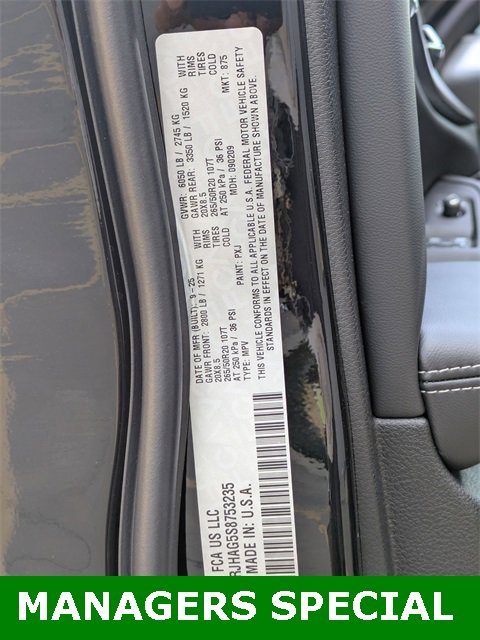 FCA US LLC
RJHAG5S8753235
MADE IN: U.S.A.
DATE OF MFR (BUILT): 9 - 25
GVWR: 6050 LB / 2745 KG
GAWR FRONT: 2800 LB / 1271 KG WITH
20X8.5 RIMS
265/50R20 107T TIRES
AT 250 kPa / 36 PSI COLD
GAWR REAR: 3350 LB / 1520 KG WITH
20X8.5 RIMS
265/50R20 107T TIRES
AT 250 kPa / 36 PSI COLD
TYPE: MPV
PAINT: PXJ
MDH: 090209
MKT: 875
THIS VEHICLE CONFORMS TO ALL APPLICABLE U.S.A. FEDERAL MOTOR VEHICLE SAFETY
STANDARDS IN EFFECT ON THE DATE OF MANUFACTURE SHOWN ABOVE.
MANAGERS SPECIAL